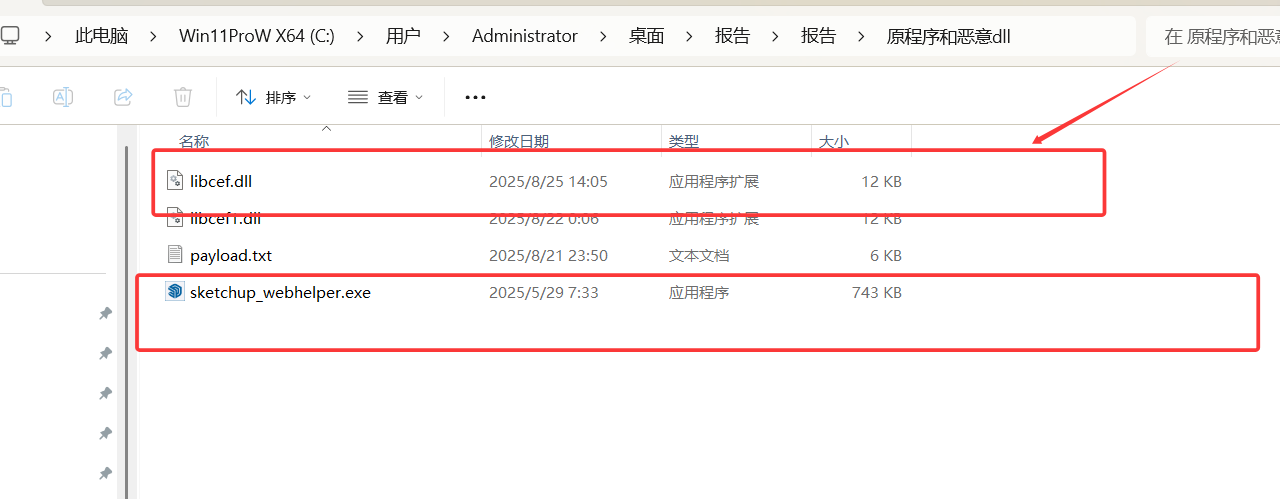 此电脑 > Win11ProW X64 (C:) > 用户 > Administrator > 桌面 > 报告 > 报告 > 原程序和恶意dll 在 原程序和恶意
排序 查看 •••
名称 修改日期 类型 大小
libcef.dll 2025/8/25 14:05 应用程序扩展 12 KB
libcef1.dll 2025/8/22 0:06 应用程序扩展 12 KB
payload.txt 2025/8/21 23:50 文本文档 6 KB
sketchup_webhelper.exe 2025/5/29 7:33 应用程序 743 KB